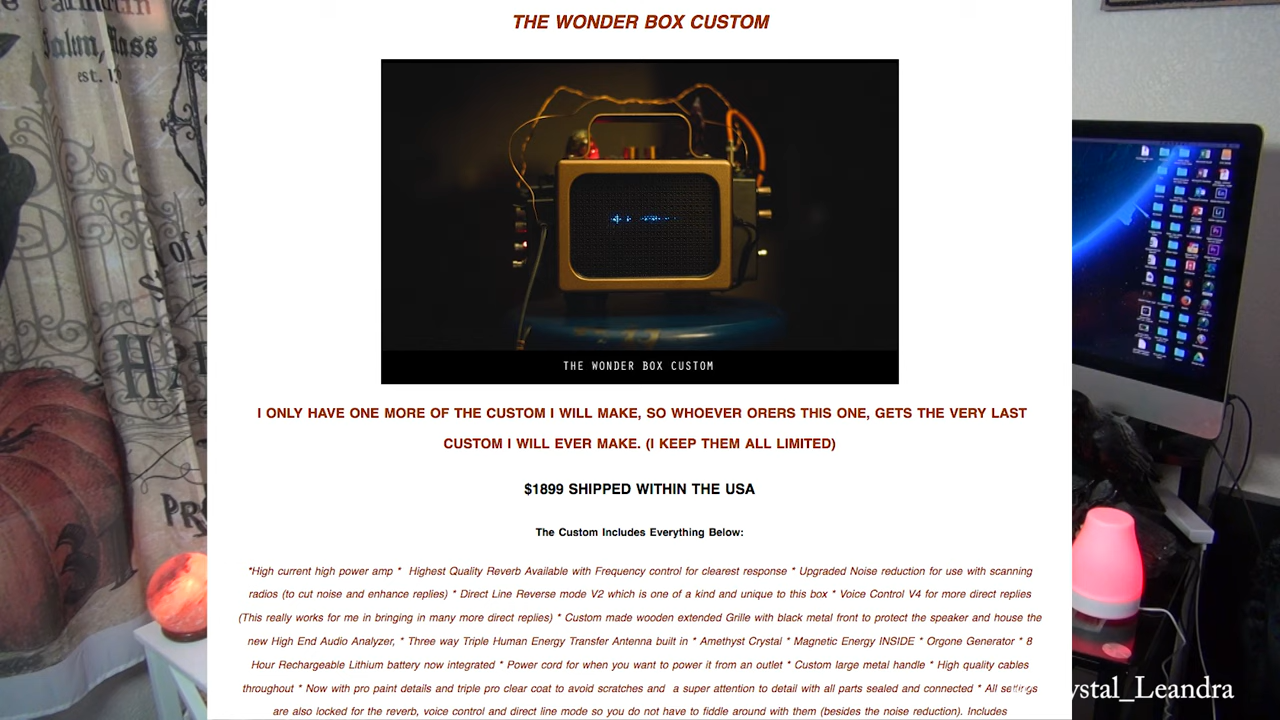 THE WONDER BOX CUSTOM
THE WONDER BOX CUSTOM
I ONLY HAVE ONE MORE OF THE CUSTOM I WILL MAKE, SO WHOEVER ORERS THIS ONE, GETS THE VERY LAST
CUSTOM I WILL EVER MAKE. (I KEEP THEM ALL LIMITED)
$1899 SHIPPED WITHIN THE USA
The Custom Includes Everything Below:
*High current high power amp * Highest Quality Reverb Available with Frequency control for clearest response * Upgraded Noise reduction for use with scanning
radios (to cut noise and enhance replies) * Direct Line Reverse mode V2 which is one of a kind and unique to this box * Voice Control V4 for more direct replies
(This really works for me in bringing in many more direct replies) * Custom made wooden extended Grille with black metal front to protect the speaker and house the
new High End Audio Analyzer, * Three way Triple Human Energy Transfer Antenna built in * Amethyst Crystal * Magnetic Energy INSIDE * Orgone Generator * 8
Hour Rechargeable Lithium battery now integrated * Power cord for when you want to power it from an outlet * Custom large metal handle * High quality cables
throughout * Now with pro paint details and triple pro clear coat to avoid scratches and a super attention to detail with all parts sealed and connected * All settings
are also locked for the reverb, voice control and direct line mode so you do not have to fiddle around with them (besides the noise reduction). Includes
Mass
est.
of
H
PR
ystal_Leandra